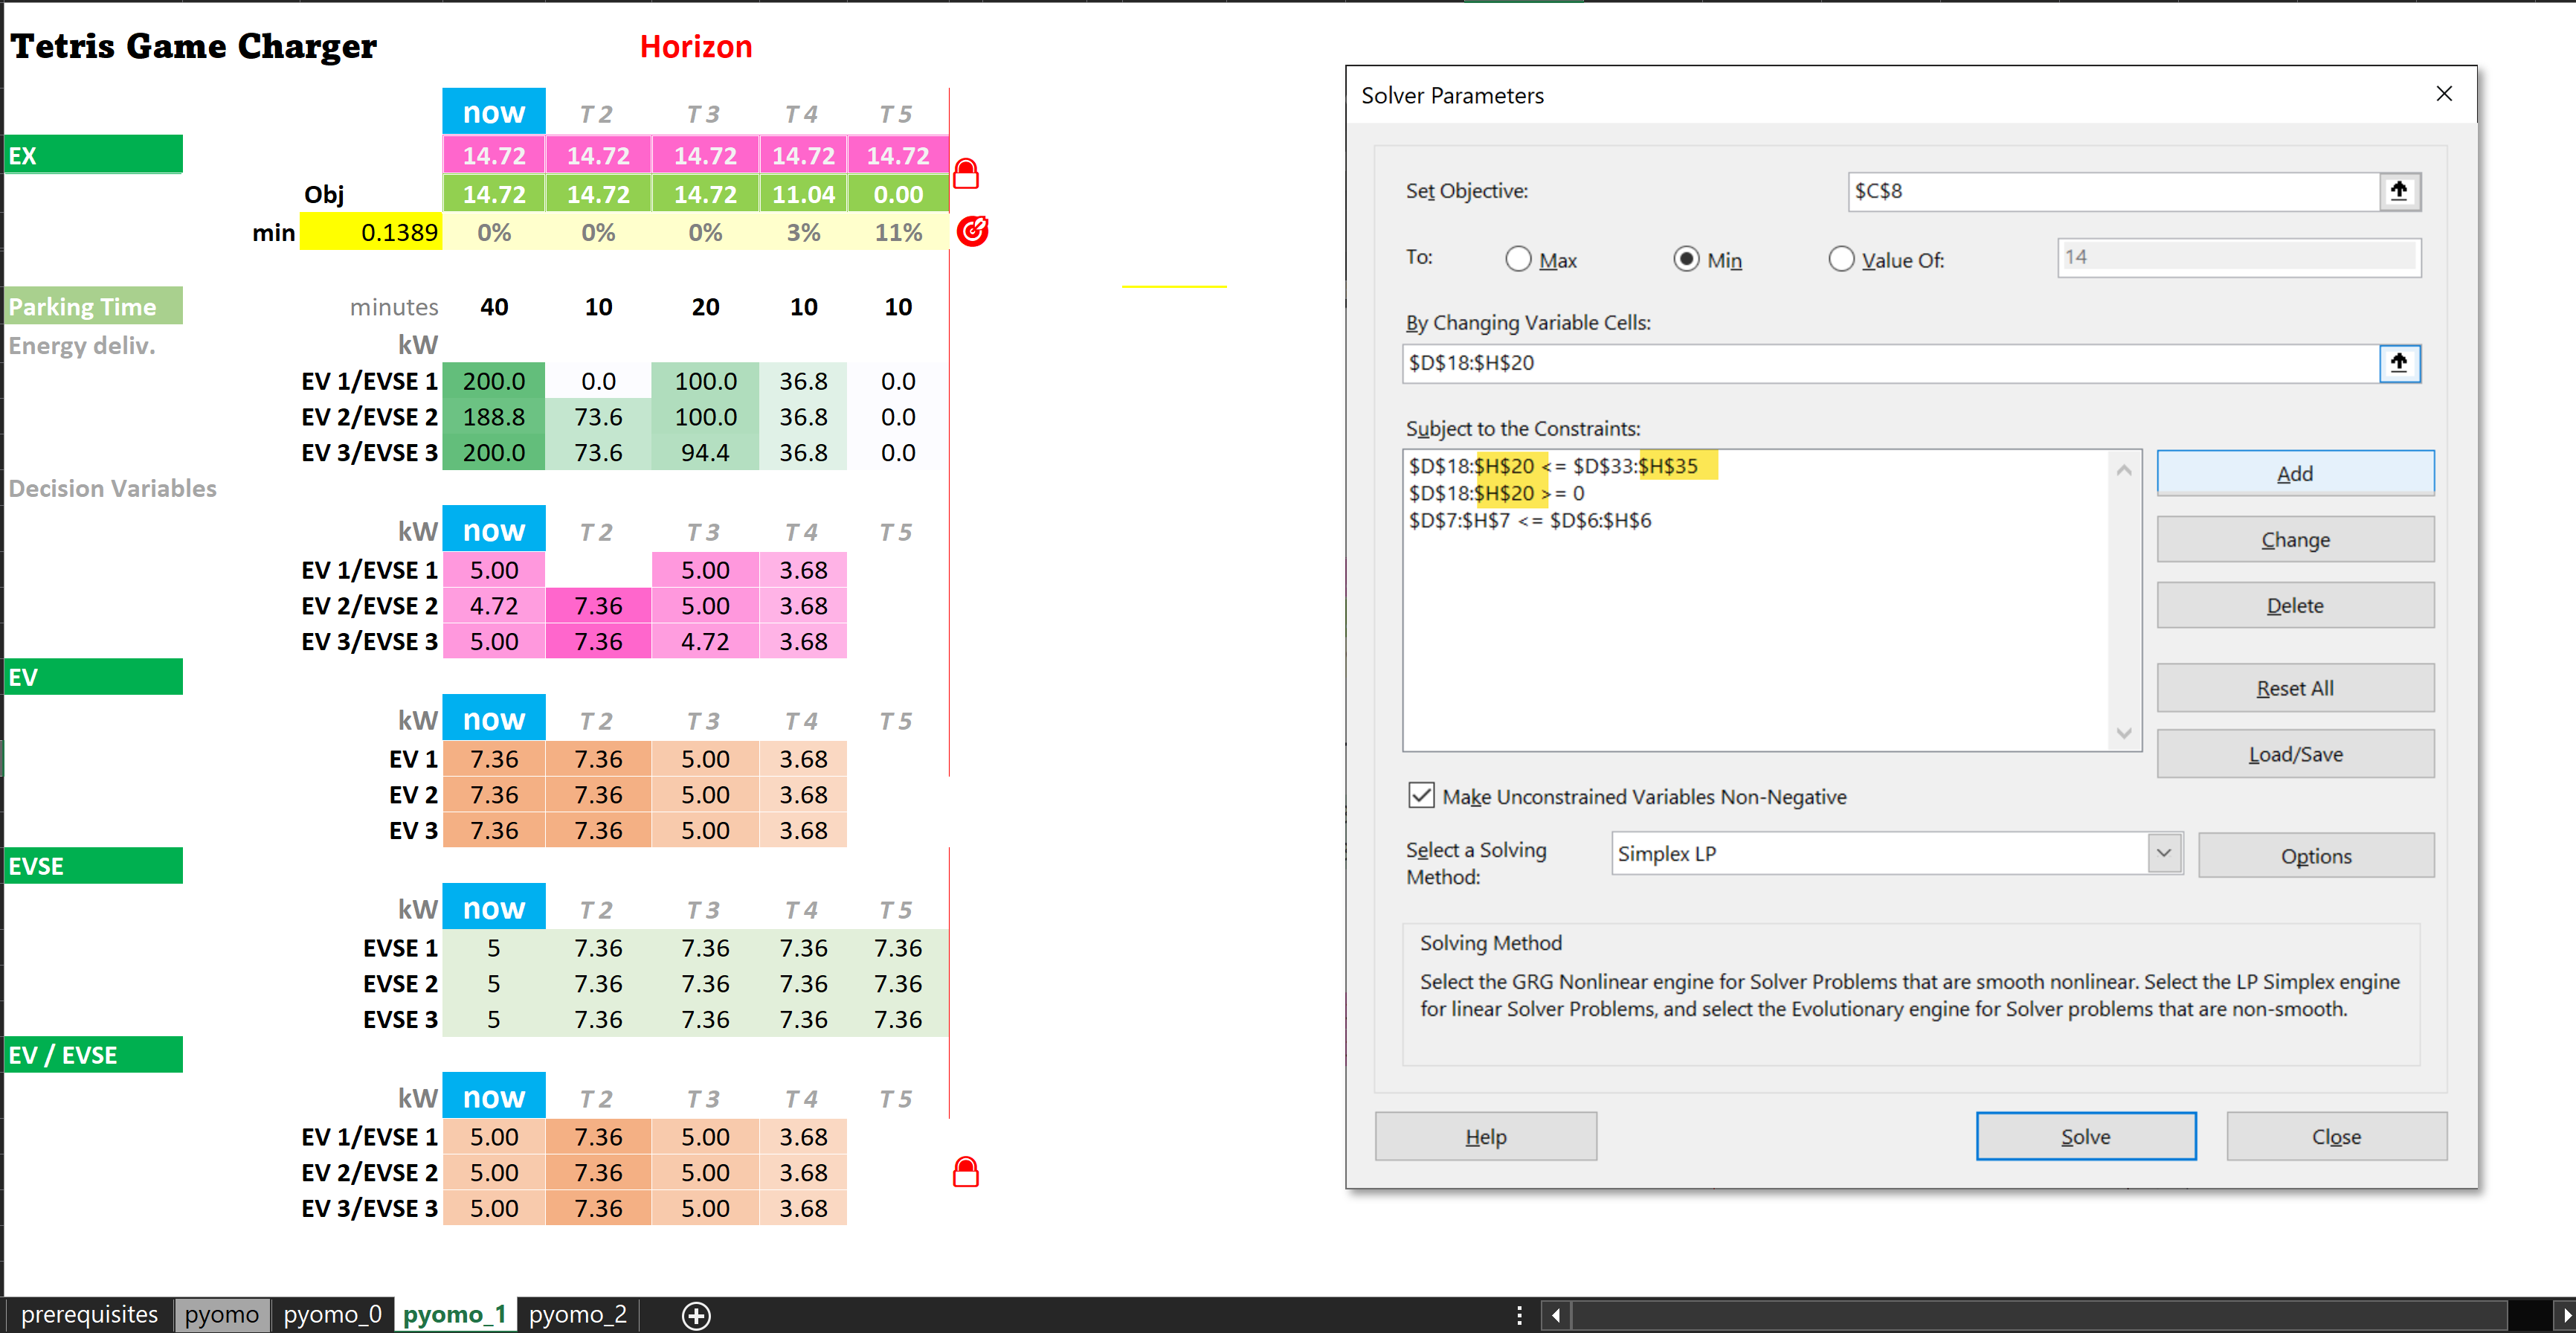 Tetris Game Charger Horizon
now T 2 T 3 T 4 T 5
EX 14.72 14.72 14.72 14.72 14.72
Obj 14.72 14.72 14.72 11.04 0.00
min 0.1389 0% 0% 0% 3% 11%
Parking Time minutes 40 10 20 10 10
Energy deliv. kW
EV 1/EVSE 1 200.0 0.0 100.0 36.8 0.0
EV 2/EVSE 2 188.8 73.6 100.0 36.8 0.0
EV 3/EVSE 3 200.0 73.6 94.4 36.8 0.0
Decision Variables
kW now T 2 T 3 T 4 T 5
EV 1/EVSE 1 5.00 5.00 3.68
EV 2/EVSE 2 4.72 7.36 5.00 3.68
EV 3/EVSE 3 5.00 7.36 4.72 3.68
EV
kW now T 2 T 3 T 4 T 5
EV 1 7.36 7.36 5.00 3.68
EV 2 7.36 7.36 5.00 3.68
EV 3 7.36 7.36 5.00 3.68
EVSE
kW now T 2 T 3 T 4 T 5
EVSE 1 5 7.36 7.36 7.36 7.36
EVSE 2 5 7.36 7.36 7.36 7.36
EVSE 3 5 7.36 7.36 7.36 7.36
EV / EVSE
kW now T 2 T 3 T 4 T 5
EV 1/EVSE 1 5.00 7.36 5.00 3.68
EV 2/EVSE 2 5.00 7.36 5.00 3.68
EV 3/EVSE 3 5.00 7.36 5.00 3.68
Solver Parameters
Set Objective: $C$8
To: Max Min Value Of: 14
By Changing Variable Cells:
$D$18:$H$20
Subject to the Constraints:
$D$18:$H$20 <= $D$33:$H$35
$D$18:$H$20 >= 0
$D$7:$H$7 <= $D$6:$H$6
Add
Change
Delete
Reset All
Load/Save
Make Unconstrained Variables Non-Negative
Select a Solving
Method:
Simplex LP
Options
Solving Method
Select the GRG Nonlinear engine for Solver Problems that are smooth nonlinear. Select the LP Simplex engine
for linear Solver Problems, and select the Evolutionary engine for Solver problems that are non-smooth.
Help Solve Close
prerequisites pyomo pyomo_0 pyomo_1 pyomo_2